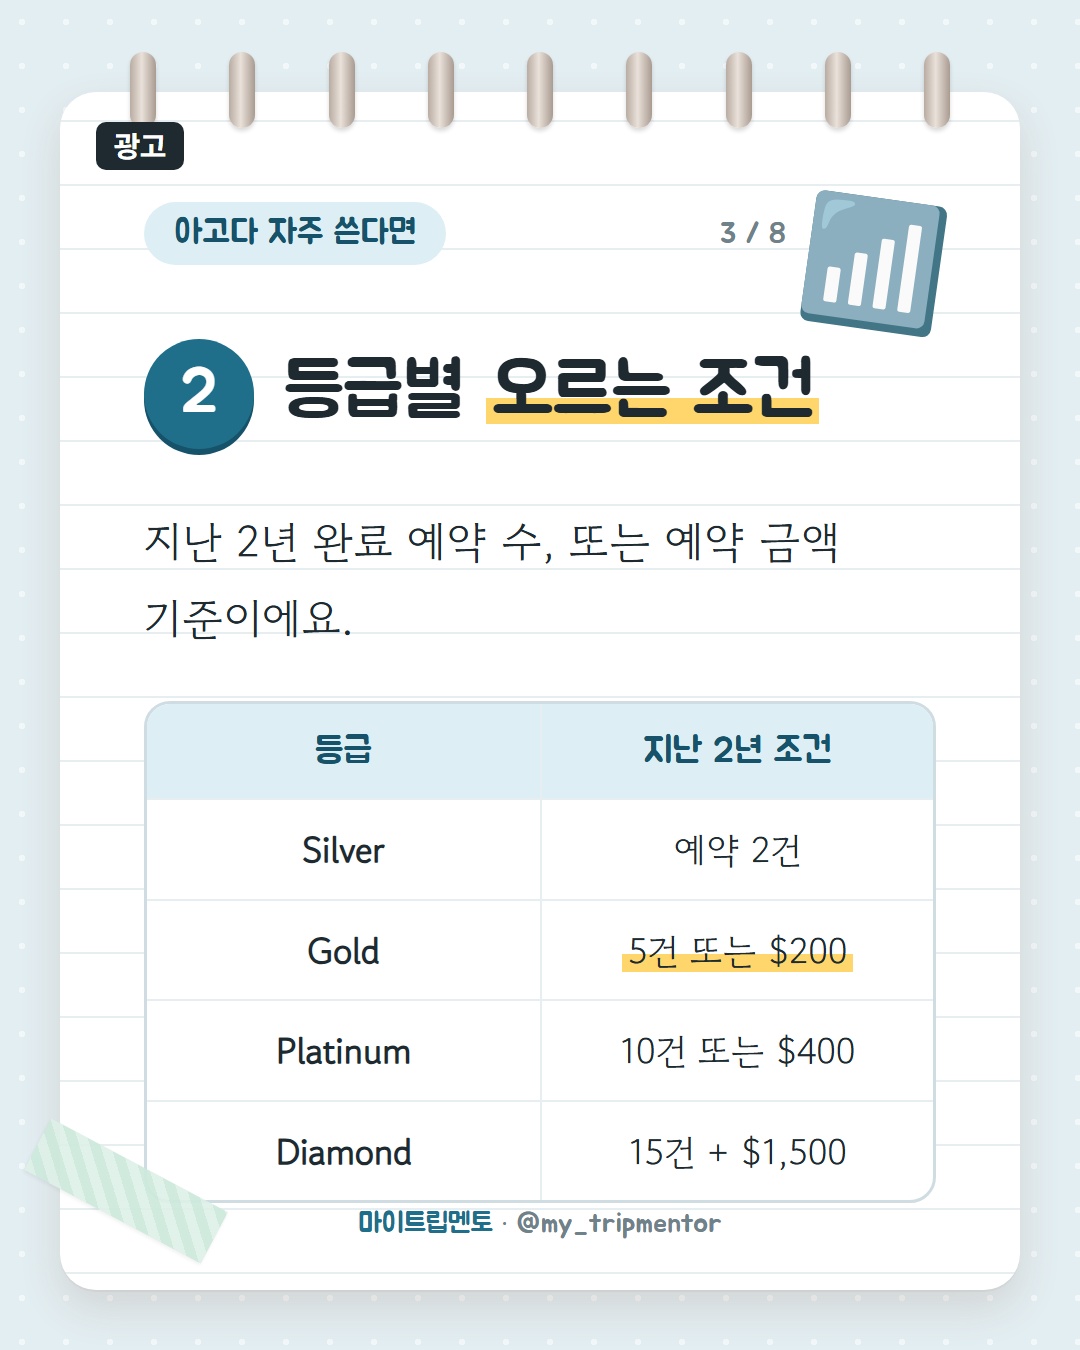 광고
아고다 자주 쓴다면
3 / 8
2 등급별 오르는 조건
지난 2년 완료 예약 수, 또는 예약 금액
기준이에요.
등급 지난 2년 조건
Silver 예약 2건
Gold 5건 또는 $200
Platinum 10건 또는 $400
Diamond 15건 + $1,500
마이트립멘토 · @my_tripmentor